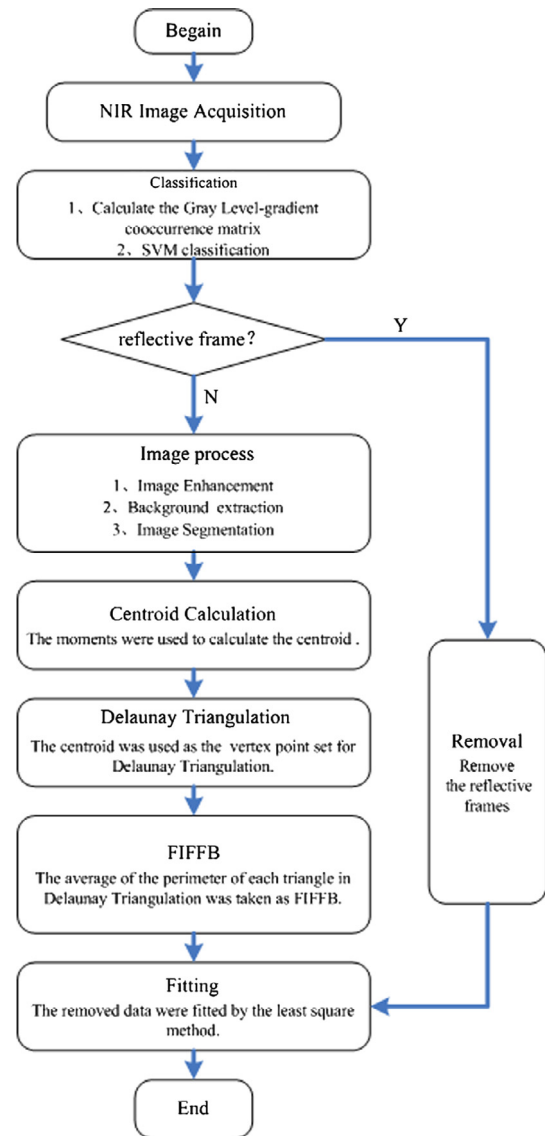 Begain
NIR Image Acquisition
Classification
1、Calculate the Gray Level-gradient
cooccurrence matrix
2、SVM classification
reflective frame？
Y
N
Image process
1、Image Enhancement
2、Background extraction
3、Image Segmentation
Centroid Calculation
The moments were used to calculate the centroid .
Delaunay Triangulation
The centroid was used as the vertex point set for
Delaunay Triangulation.
Removal
Remove
the reflective
frames
FIFFB
The average of the perimeter of each triangle in
Delaunay Triangulation was taken as FIFFB.
Fitting
The removed data were fitted by the least square
method.
End